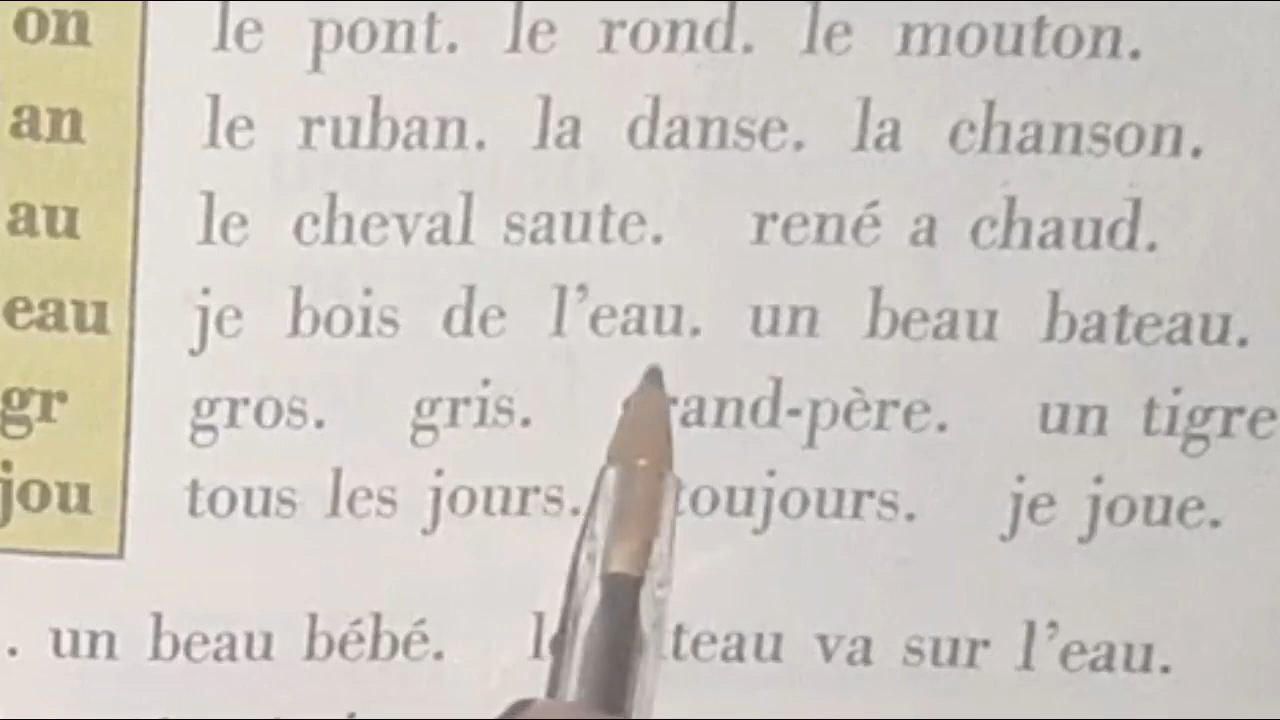 on le pont. le rond. le mouton.
an le ruban. la danse. la chanson.
au le cheval saute. rené a chaud.
eau je bois de l'eau. un beau bateau.
gr gros. gris. rand-père. un tigre
jou tous les jours. toujours. je joue.
. un beau bébé. teau va sur l'eau.